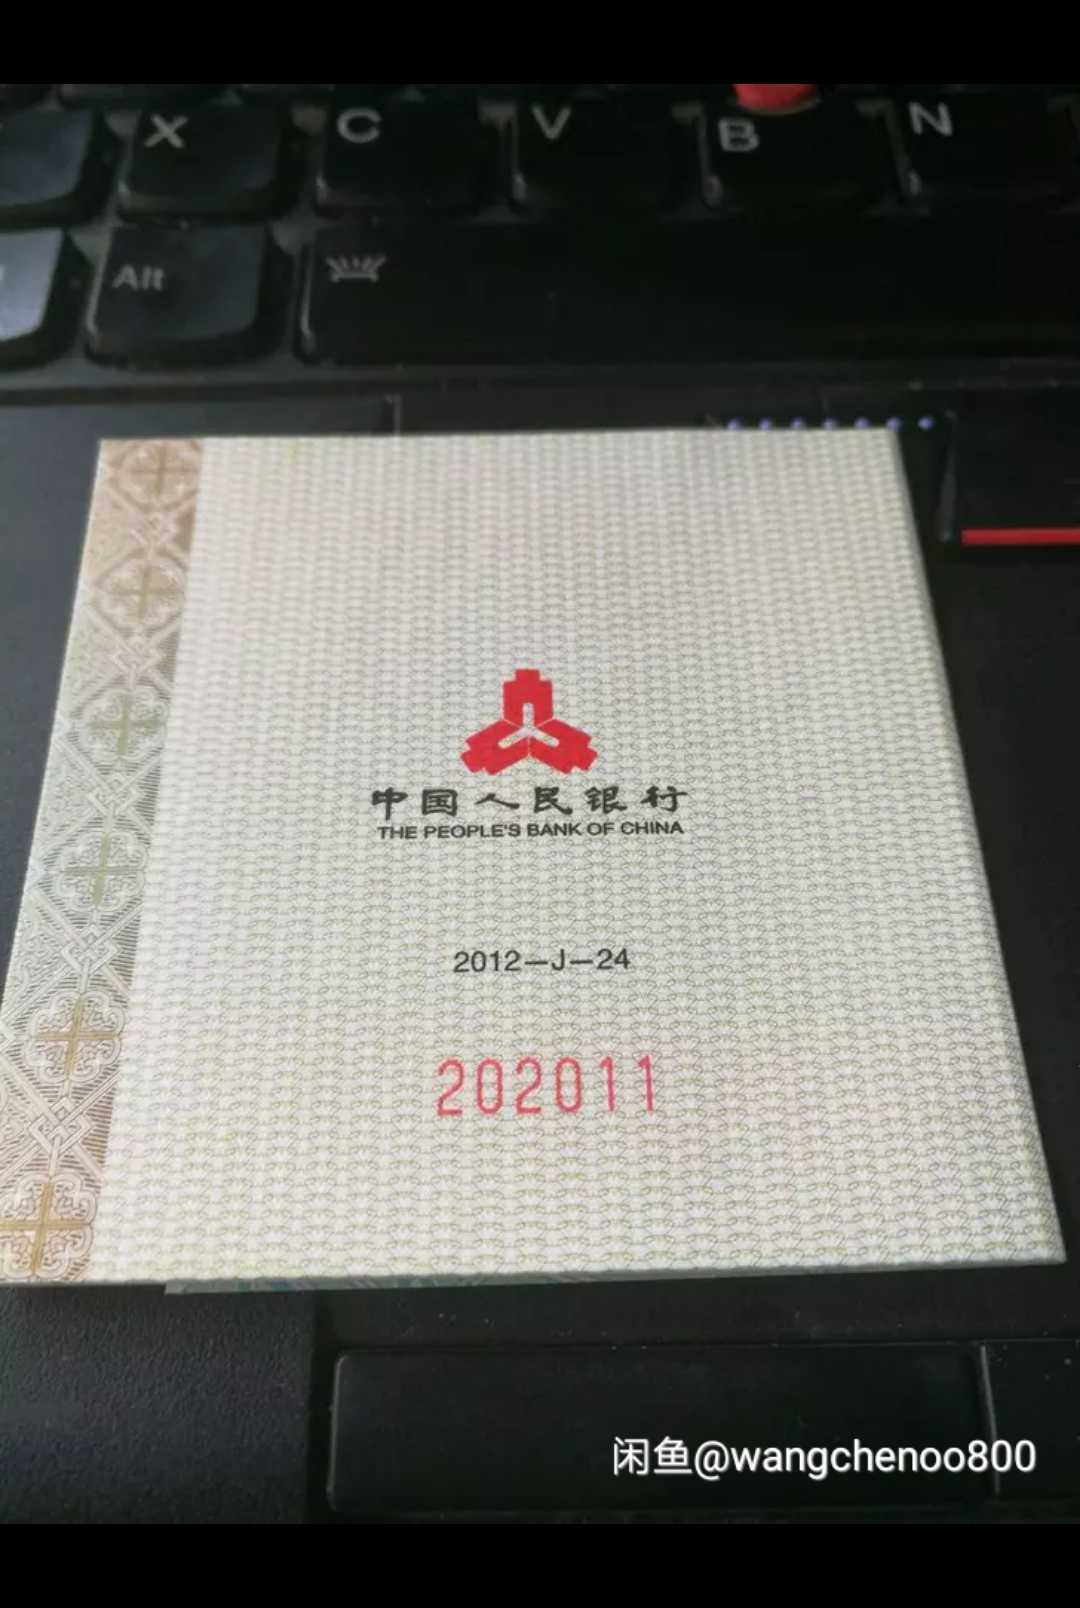 X C V B N
Alt
中国人民银行
THE PEOPLE'S BANK OF CHINA
2012-J-24
202011
闲鱼@wangchenoo800